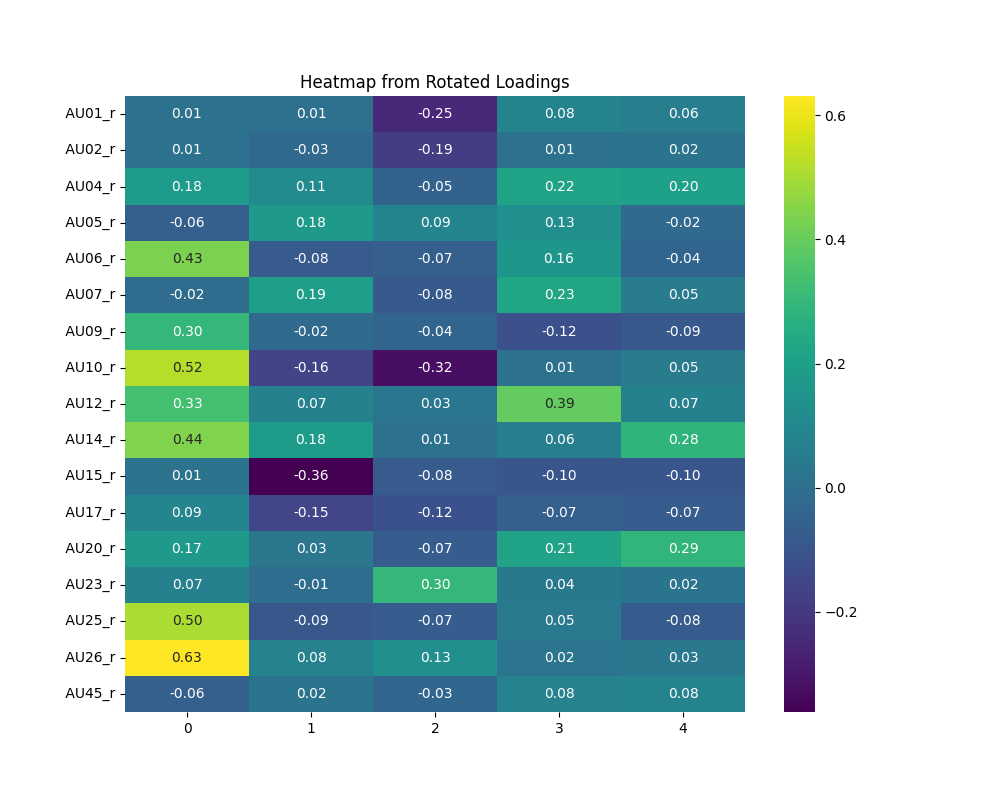 Heatmap from Rotated Loadings
AU01_r 0.01 0.01 -0.25 0.08 0.06
AU02_r 0.01 -0.03 -0.19 0.01 0.02
AU04_r 0.18 0.11 -0.05 0.22 0.20
AU05_r -0.06 0.18 0.09 0.13 -0.02
AU06_r 0.43 -0.08 -0.07 0.16 -0.04
AU07_r -0.02 0.19 -0.08 0.23 0.05
AU09_r 0.30 -0.02 -0.04 -0.12 -0.09
AU10_r 0.52 -0.16 -0.32 0.01 0.05
AU12_r 0.33 0.07 0.03 0.39 0.07
AU14_r 0.44 0.18 0.01 0.06 0.28
AU15_r 0.01 -0.36 -0.08 -0.10 -0.10
AU17_r 0.09 -0.15 -0.12 -0.07 -0.07
AU20_r 0.17 0.03 -0.07 0.21 0.29
AU23_r 0.07 -0.01 0.30 0.04 0.02
AU25_r 0.50 -0.09 -0.07 0.05 -0.08
AU26_r 0.63 0.08 0.13 0.02 0.03
AU45_r -0.06 0.02 -0.03 0.08 0.08
0 1 2 3 4
0.6
0.4
0.2
0.0
−0.2